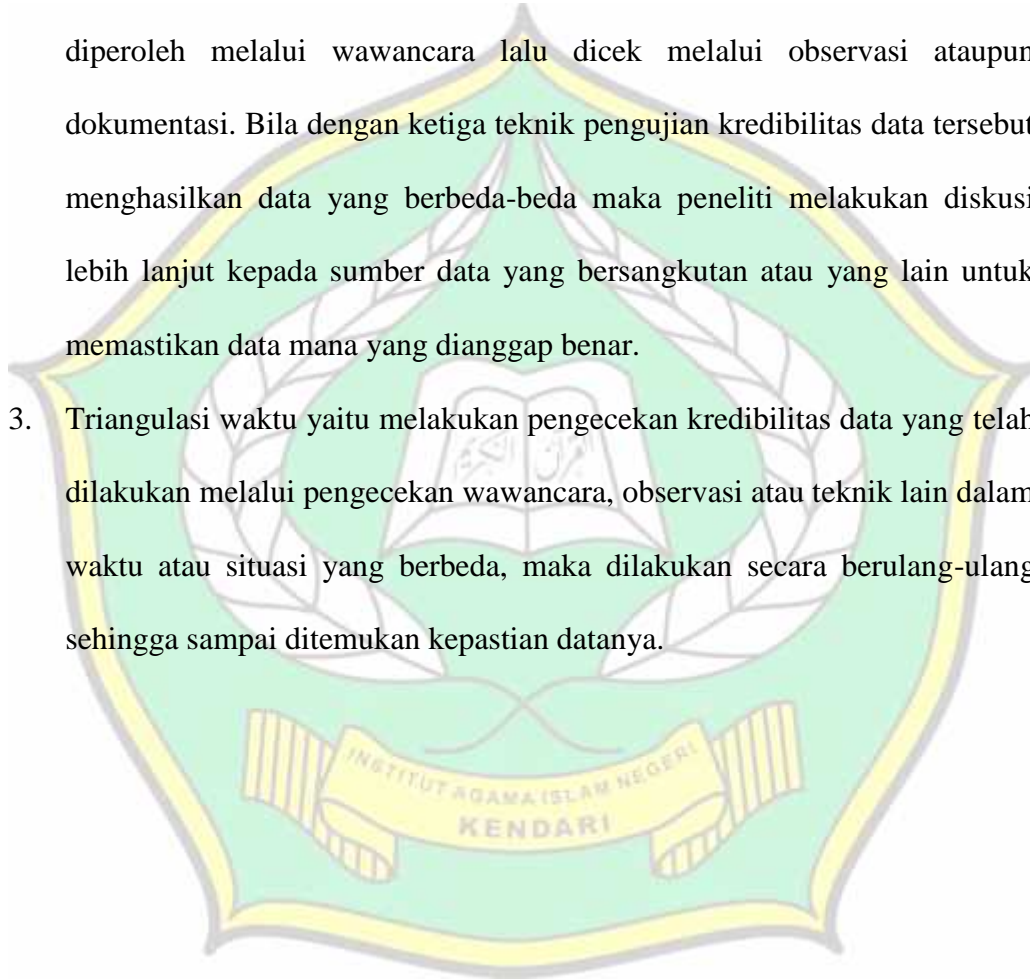 diperoleh melalui wawancara lalu dicek melalui observasi ataupun
dokumentasi. Bila dengan ketiga teknik pengujian kredibilitas data tersebut
menghasilkan data yang berbeda-beda maka peneliti melakukan diskusi
lebih lanjut kepada sumber data yang bersangkutan atau yang lain untuk
memastikan data mana yang dianggap benar.
3. Triangulasi waktu yaitu melakukan pengecekan kredibilitas data yang telah
dilakukan melalui pengecekan wawancara, observasi atau teknik lain dalam
waktu atau situasi yang berbeda, maka dilakukan secara berulang-ulang
sehingga sampai ditemukan kepastian datanya.
القرآن الكريم
INSTITUT AGAMA ISLAM NEGERI
KENDARI